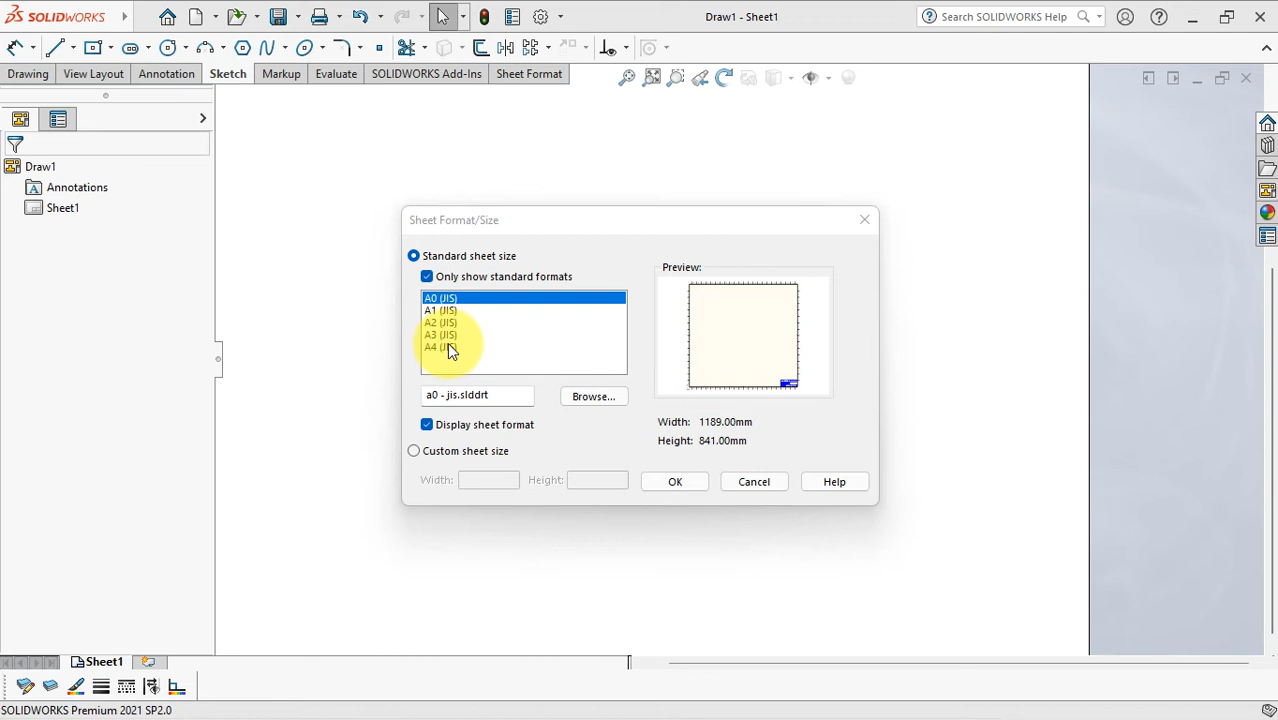 SOLIDWORKS
Draw1 - Sheet1
Search SOLIDWORKS Help
Drawing
View Layout
Annotation
Sketch
Markup
Evaluate
SOLIDWORKS Add-Ins
Sheet Format
Draw1
A Annotations
Sheet1
Sheet Format/Size
Standard sheet size
Only show standard formats
A0 (JIS)
A1 (JIS)
A2 (JIS)
A3 (JIS)
A4 (JIS)
a0 - jis.slddrt
Browse...
Display sheet format
Custom sheet size
Width:
Height:
Preview:
Width: 1189.00mm
Height: 841.00mm
OK
Cancel
Help
Sheet1
SOLIDWORKS Premium 2021 SP2.0